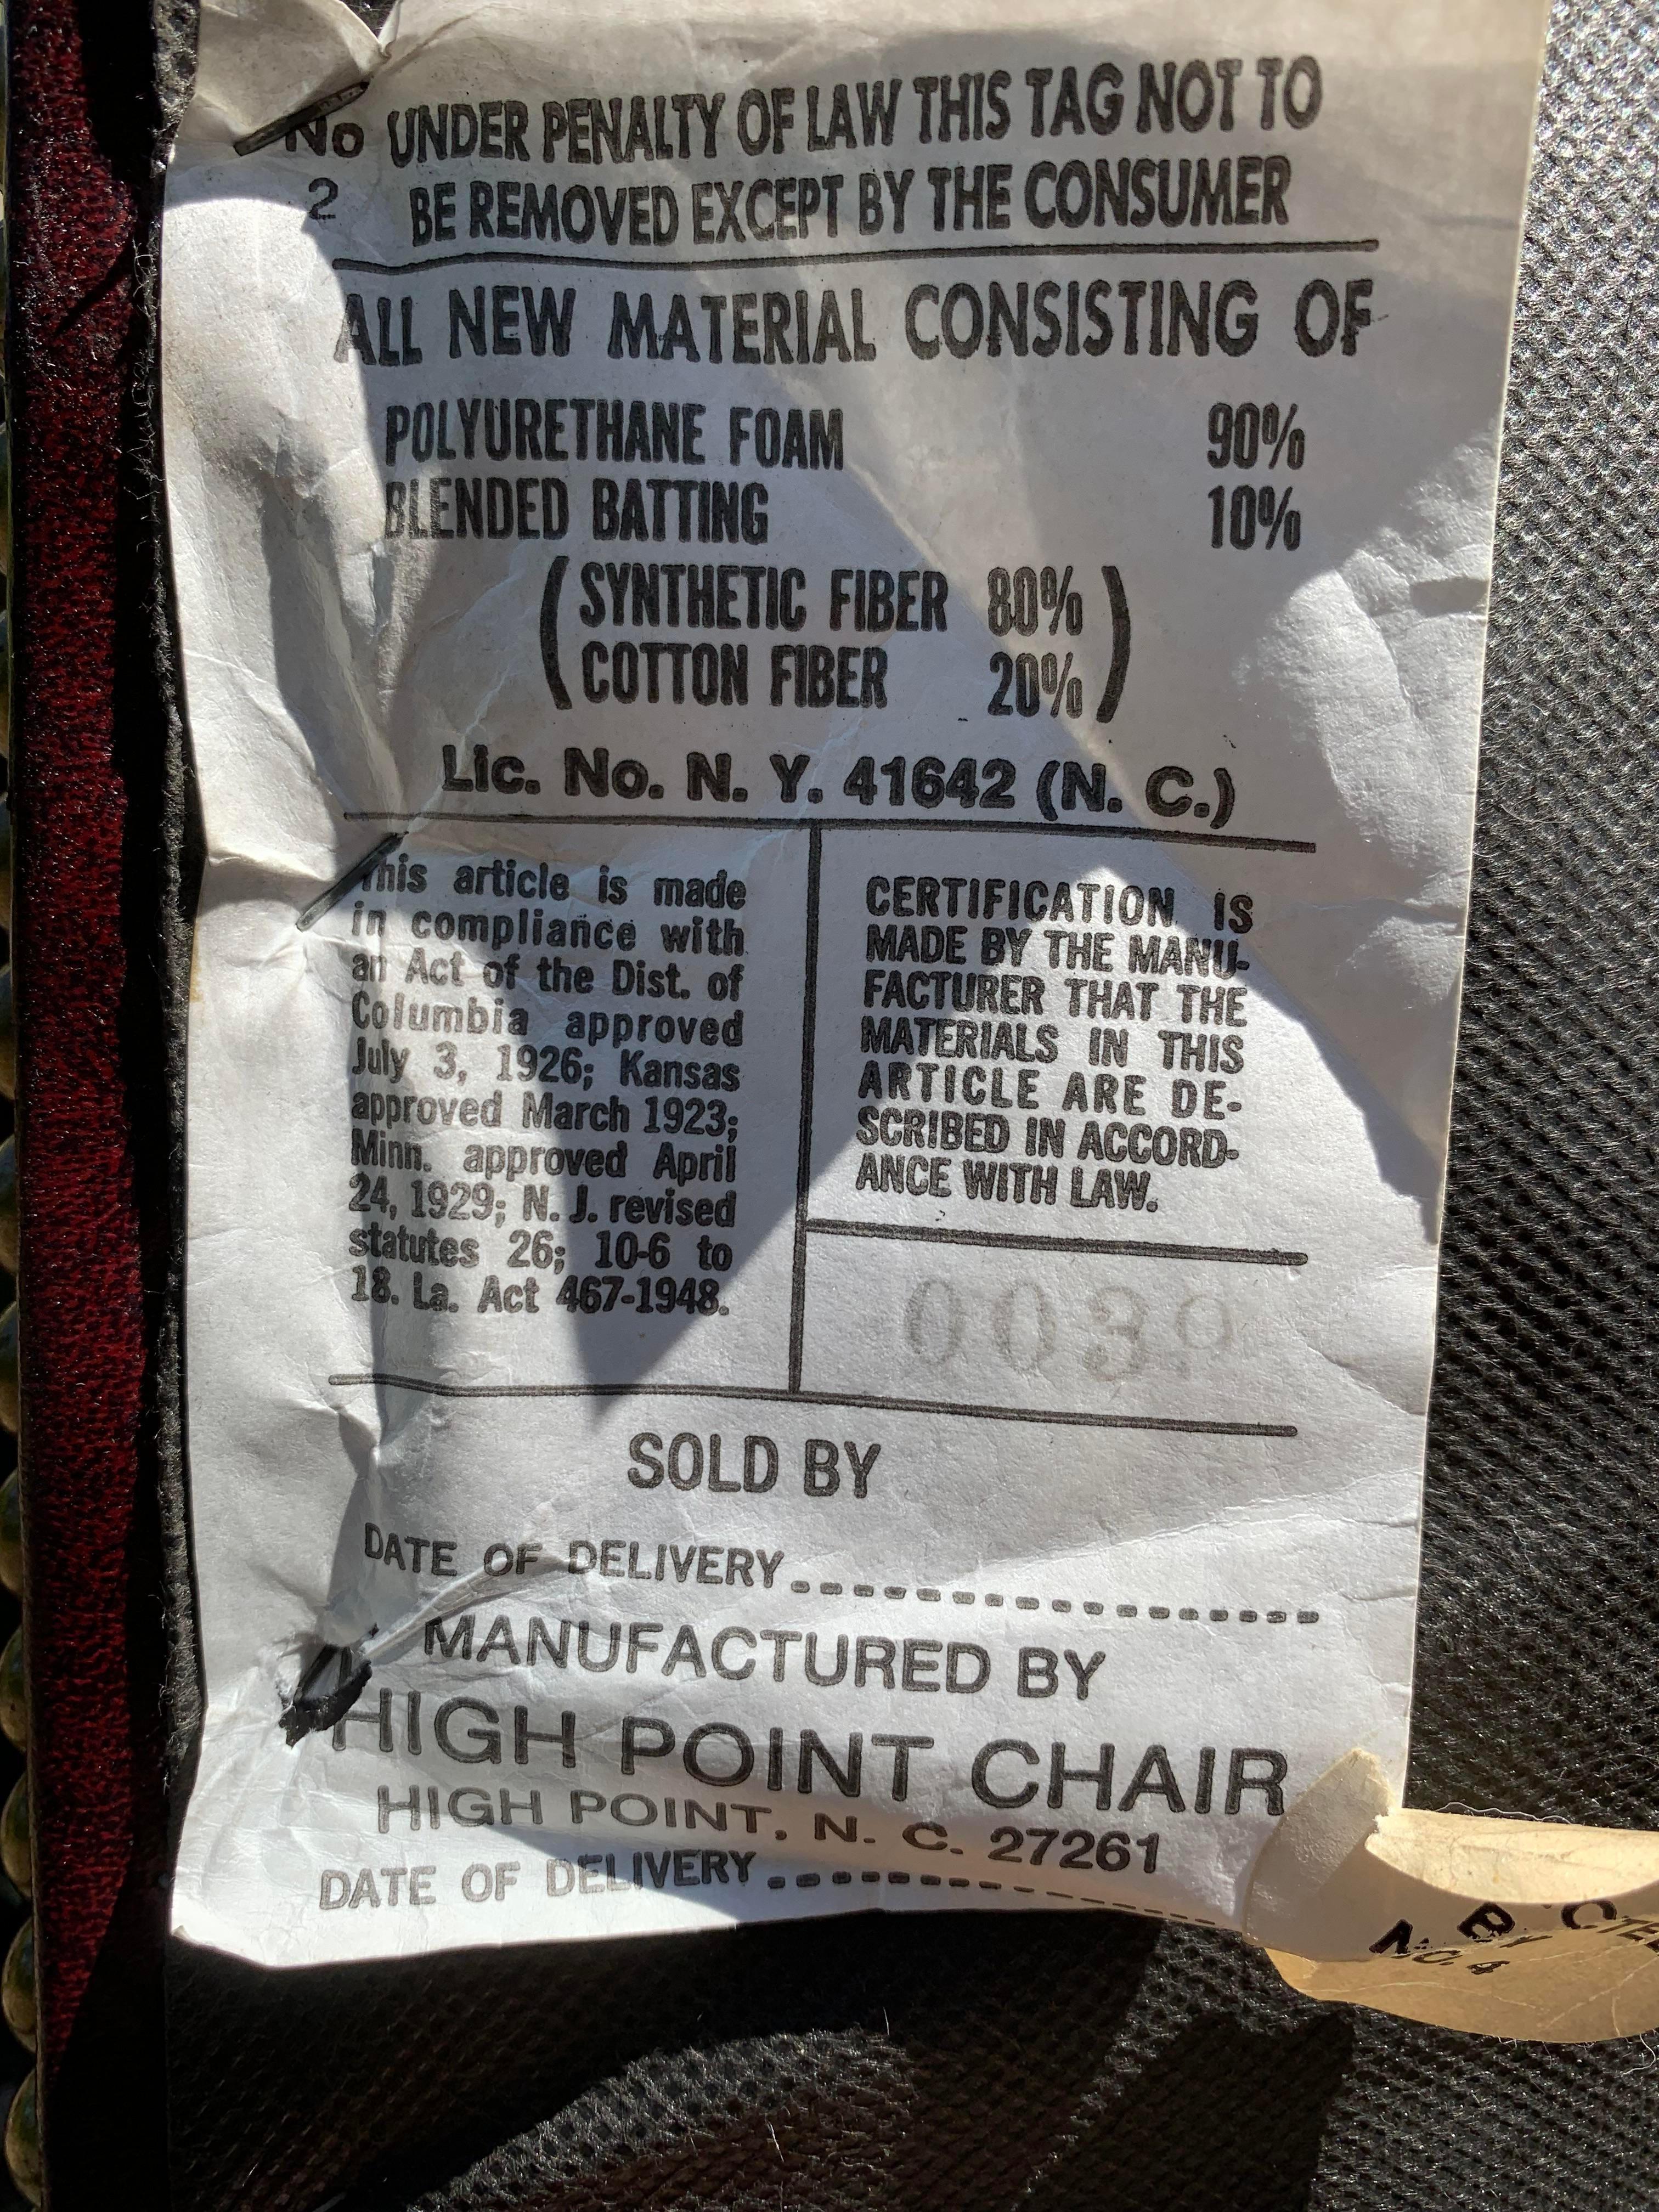 No UNDER PENALTY OF LAW THIS TAG NOT TO
2 BE REMOVED EXCEPT BY THE CONSUMER
ALL NEW MATERIAL CONSISTING OF
POLYURETHANE FOAM 90%
BLENDED BATTING 10%
(SYNTHETIC FIBER 80%
COTTON FIBER 20%)
Lic. No. N. Y. 41642 (N. C.)
This article is made
in compliance with
an Act of the Dist. of
Columbia approved
July 3, 1926; Kansas
approved March 1923;
Minn. approved April
24, 1929; N. J. revised
statutes 26; 10-6 to
18. La. Act 467-1948.
CERTIFICATION IS
MADE BY THE MANU-
FACTURER THAT THE
MATERIALS IN THIS
ARTICLE ARE DE-
SCRIBED IN ACCORD-
ANCE WITH LAW.
0039
SOLD BY
DATE OF DELIVERY
MANUFACTURED BY
HIGH POINT CHAIR
HIGH POINT, N. C. 27261
DATE OF DELIVERY
NO. 4